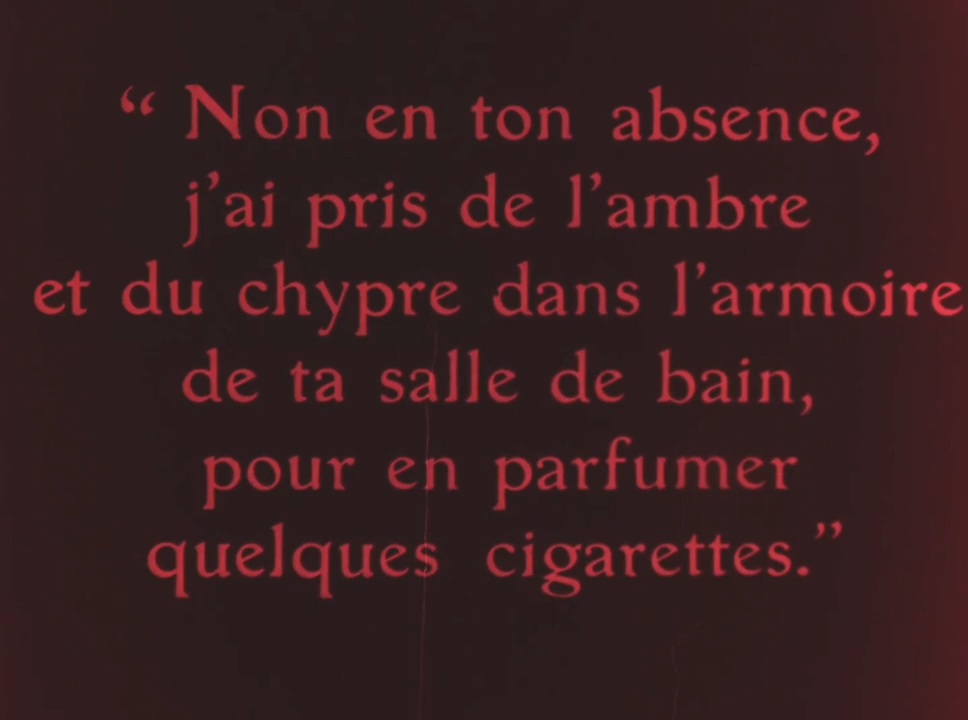 “ Non en ton absence,
j’ai pris de l’ambre
et du chypre dans l’armoire
de ta salle de bain,
pour en parfumer
quelques cigarettes.”